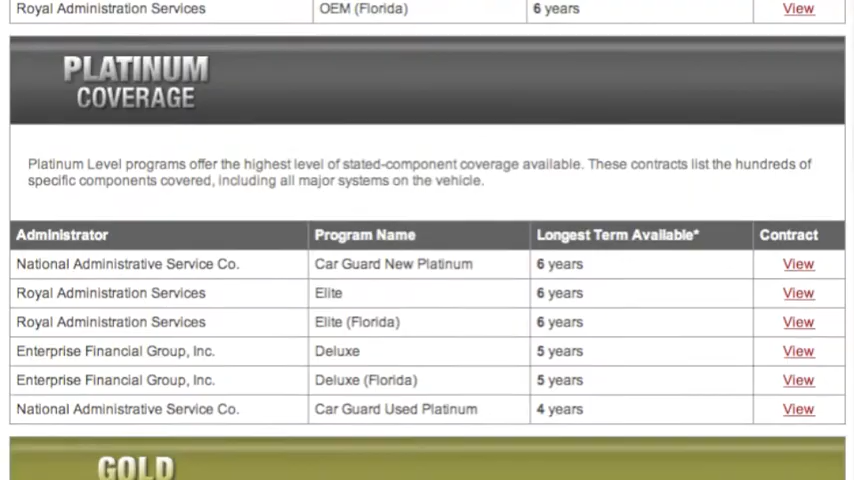 Royal Administration Services OEM (Florida) 6 years View
PLATINUM
COVERAGE
Platinum Level programs offer the highest level of stated-component coverage available. These contracts list the hundreds of
specific components covered, including all major systems on the vehicle.
Administrator Program Name Longest Term Available* Contract
National Administrative Service Co. Car Guard New Platinum 6 years View
Royal Administration Services Elite 6 years View
Royal Administration Services Elite (Florida) 6 years View
Enterprise Financial Group, Inc. Deluxe 5 years View
Enterprise Financial Group, Inc. Deluxe (Florida) 5 years View
National Administrative Service Co. Car Guard Used Platinum 4 years View
GOLD